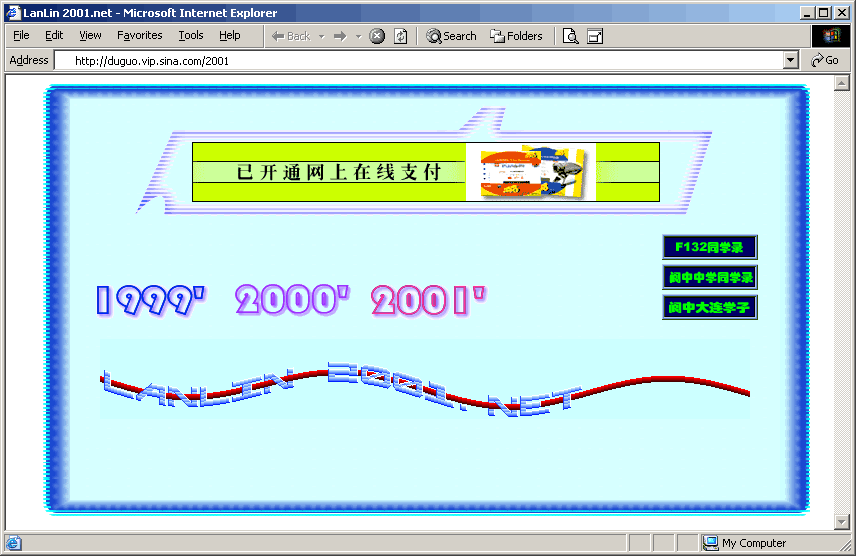 LanLin 2001.net - Microsoft Internet Explorer
File Edit View Favorites Tools Help Back Search Folders
Address http://duguo.vip.sina.com/2001 Go
已开通网上在线支付
F132同学录
阆中中学同学录
阆中大连学子
1999' 2000' 2001'
LANLIN 2001.NET
My Computer